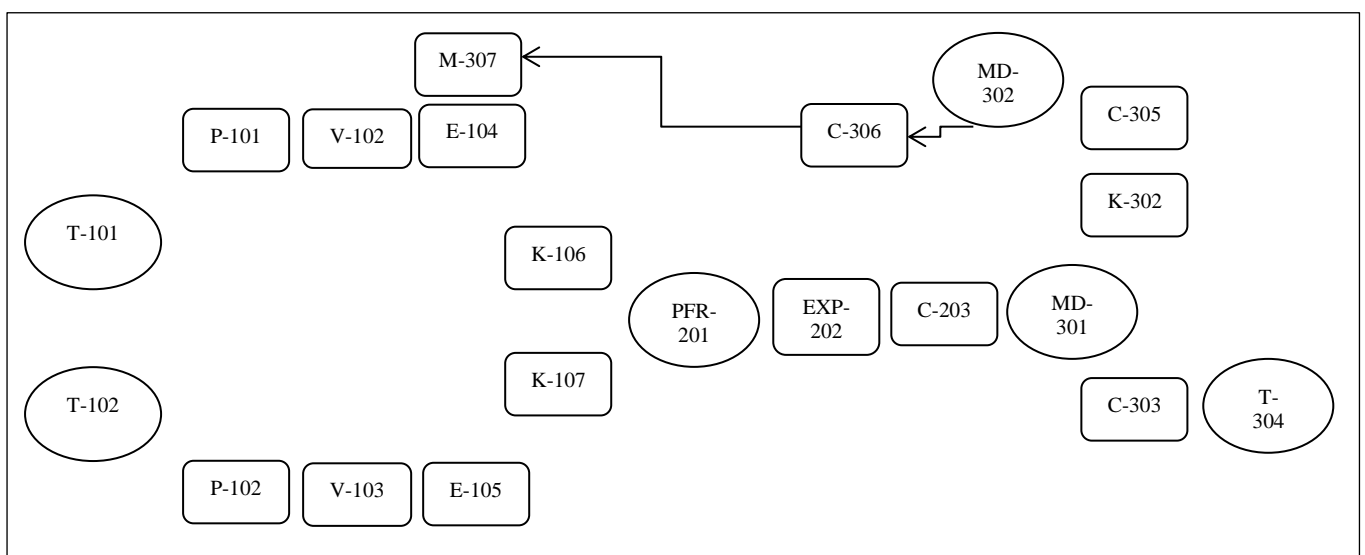 M-307
MD-
302
C-305
P-101
V-102
E-104
C-306
K-302
T-101
K-106
PFR-
201
EXP-
202
C-203
MD-
301
K-107
T-102
C-303
T-
304
P-102
V-103
E-105